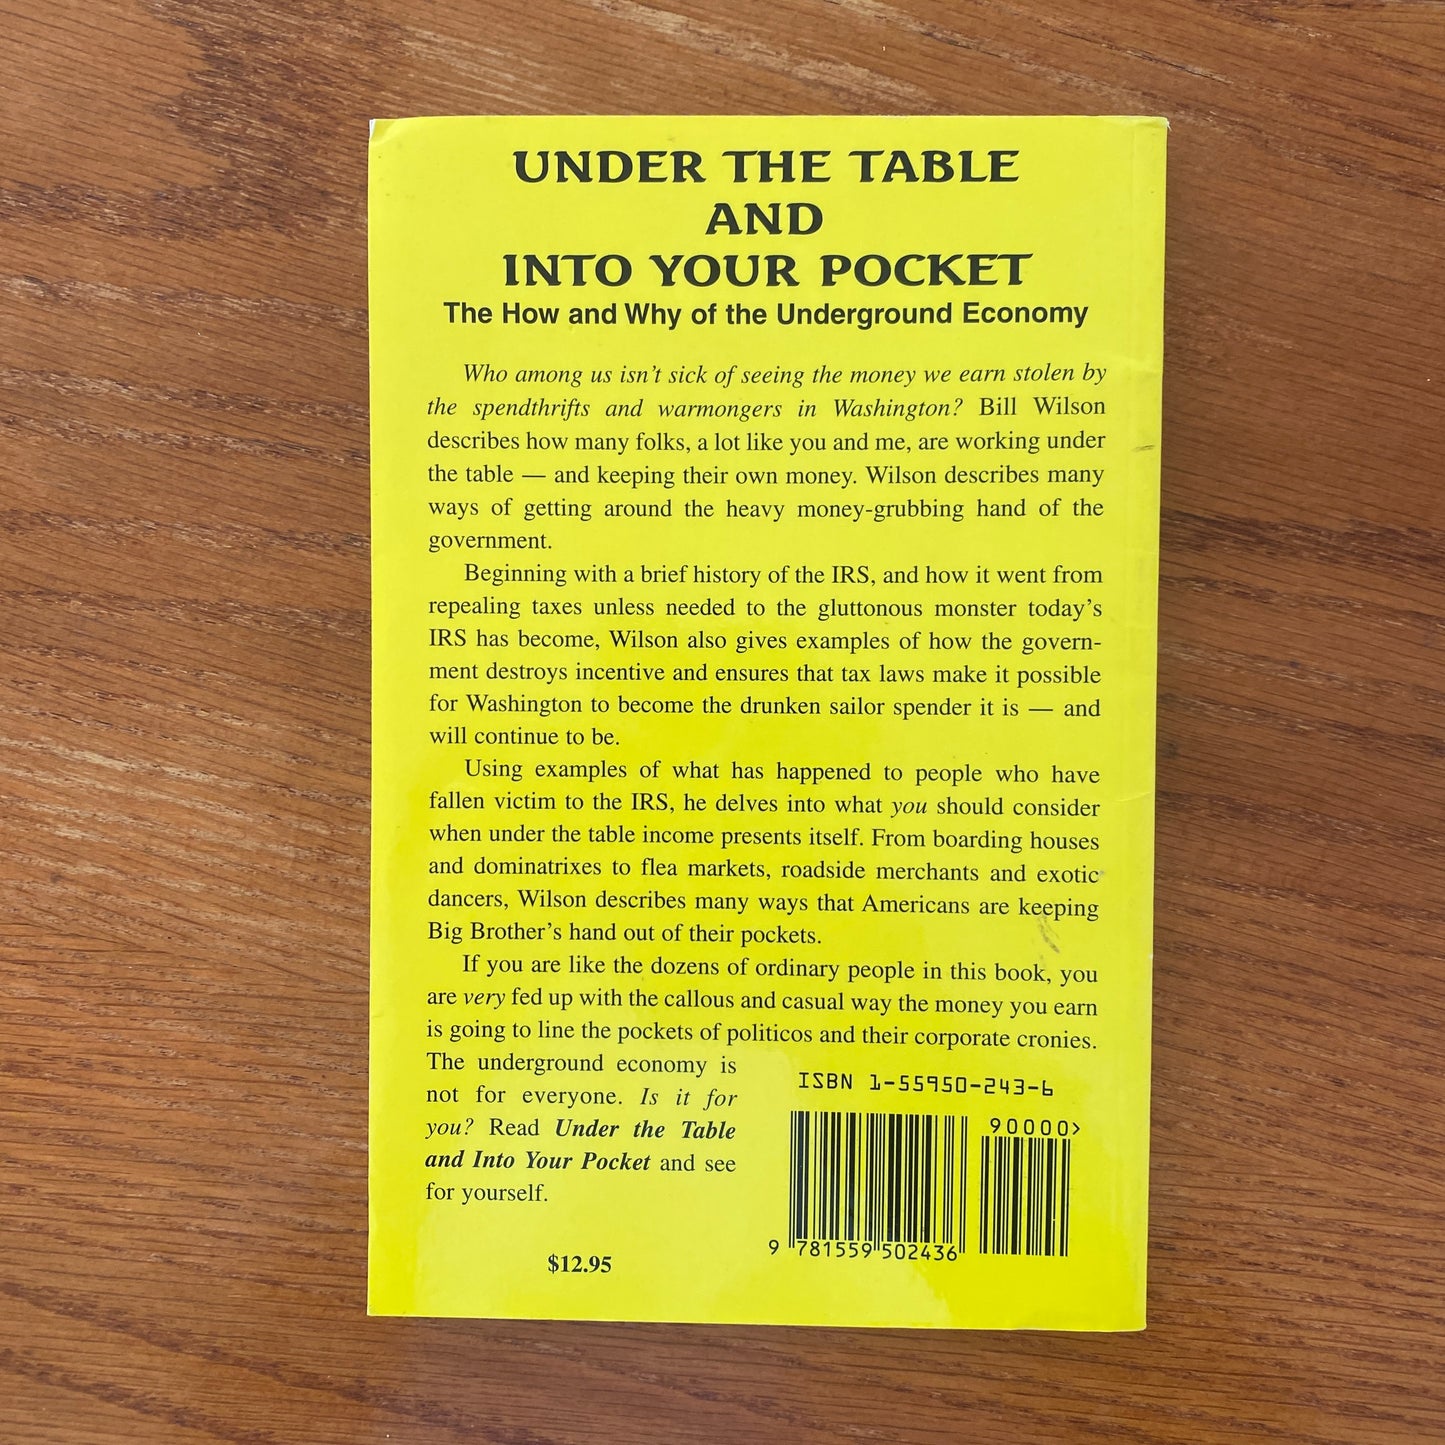 UNDER THE TABLE
AND
INTO YOUR POCKET
The How and Why of the Underground Economy
Who among us isn't sick of seeing the money we earn stolen by
the spendthrifts and warmongers in Washington? Bill Wilson
describes how many folks, a lot like you and me, are working under
the table — and keeping their own money. Wilson describes many
ways of getting around the heavy money-grubbing hand of the
government.
Beginning with a brief history of the IRS, and how it went from
repealing taxes unless needed to the gluttonous monster today's
IRS has become, Wilson also gives examples of how the govern-
ment destroys incentive and ensures that tax laws make it possible
for Washington to become the drunken sailor spender it is — and
will continue to be.
Using examples of what has happened to people who have
fallen victim to the IRS, he delves into what you should consider
when under the table income presents itself. From boarding houses
and dominatrixes to flea markets, roadside merchants and exotic
dancers, Wilson describes many ways that Americans are keeping
Big Brother's hand out of their pockets.
If you are like the dozens of ordinary people in this book, you
are very fed up with the callous and casual way the money you earn
is going to line the pockets of politicos and their corporate cronies.
The underground economy is
not for everyone. Is it for
you? Read Under the Table
and Into Your Pocket and see
for yourself.
$12.95
ISBN 1-55950-243-6
90000>
9 781559 502436